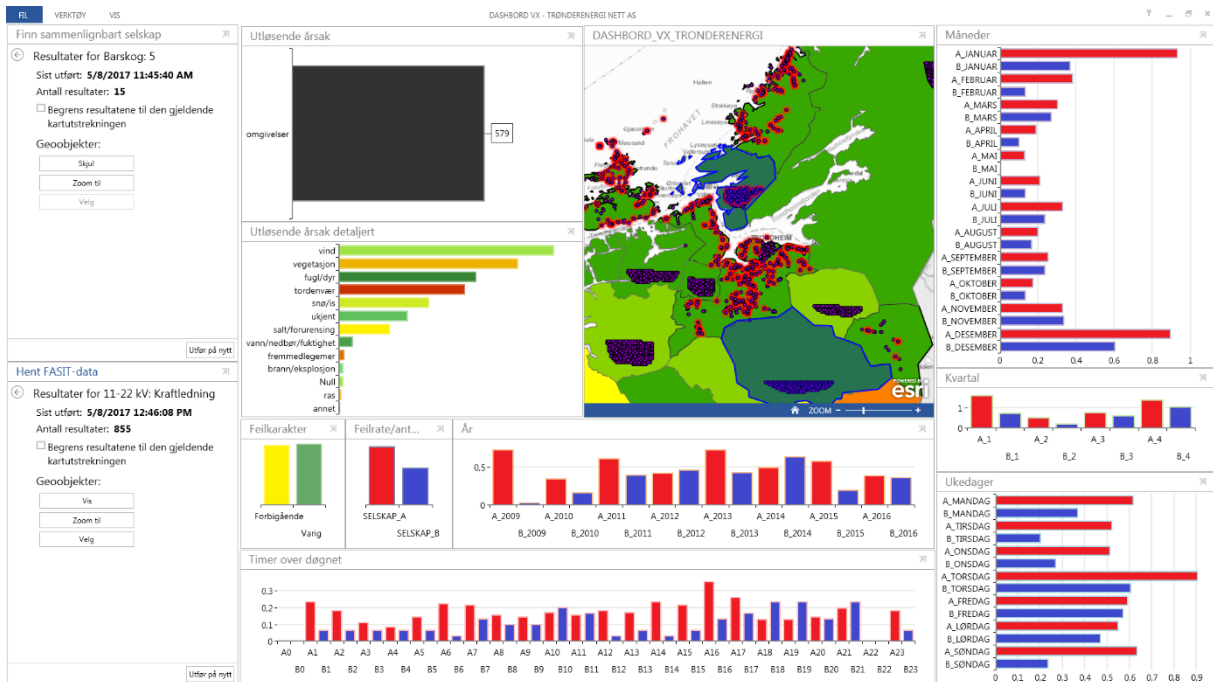 FIL VERKTØY VIS
DASHBORD VX - TRØNDERENERGI NETT AS
?
Finn sammenlignbart selskap
Resultater for Barskog: 5
Sist utført: 5/8/2017 11:45:40 AM
Antall resultater: 15
Begrens resultatene til den gjeldende
kartutstrekningen
Geoobjekter:
Skjul
Zoom til
Velg
Utfør på nytt
Hent FASIT-data
Resultater for 11-22 kV: Kraftledning
Sist utført: 5/8/2017 12:46:08 PM
Antall resultater: 855
Begrens resultatene til den gjeldende
kartutstrekningen
Geoobjekter:
Vis
Zoom til
Velg
Utfør på nytt
Utløsende årsak
omgivelser
579
Utløsende årsak detaljert
vind
vegetasjon
fugl/dyr
tordenvær
snø/is
ukjent
salt/forurensing
vann/nedbør/fuktighet
fremmedlegemer
brann/eksplosjon
Null
ras
annet
DASHBORD_VX_TRONDERENERGI
Halten
Stokkøya
Linesøya
FROHAVET
Mausund
Lysøysund
POWERED BY
esri
ZOOM
Feilkarakter
Forbigående
Varig
Feilrate/ant...
SELSKAP_A
SELSKAP_B
År
0.5
0
A_2009 A_2010 A_2011 A_2012 A_2013 A_2014 A_2015 A_2016
B_2009 B_2010 B_2011 B_2012 B_2013 B_2014 B_2015 B_2016
Timer over døgnet
0.3
0.2
0.1
0
A0 A1 A2 A3 A4 A5 A6 A7 A8 A9 A10 A11 A12 A13 A14 A15 A16 A17 A18 A19 A20 A21 A22 A23
B0 B1 B2 B3 B4 B5 B6 B7 B8 B9 B10 B11 B12 B13 B14 B15 B16 B17 B18 B19 B20 B21 B22 B23
Måneder
A_JANUAR
B_JANUAR
A_FEBRUAR
B_FEBRUAR
A_MARS
B_MARS
A_APRIL
B_APRIL
A_MAI
B_MAI
A_JUNI
B_JUNI
A_JULI
B_JULI
A_AUGUST
B_AUGUST
A_SEPTEMBER
B_SEPTEMBER
A_OKTOBER
B_OKTOBER
A_NOVEMBER
B_NOVEMBER
A_DESEMBER
B_DESEMBER
0 0.2 0.4 0.6 0.8 1
Kvartal
1
0
A_1 A_2 A_3 A_4
B_1 B_2 B_3 B_4
Ukedager
A_MANDAG
B_MANDAG
A_TIRSDAG
B_TIRSDAG
A_ONSDAG
B_ONSDAG
A_TORSDAG
B_TORSDAG
A_FREDAG
B_FREDAG
A_LØRDAG
B_LØRDAG
A_SØNDAG
B_SØNDAG
0 0.1 0.2 0.3 0.4 0.5 0.6 0.7 0.8 0.9